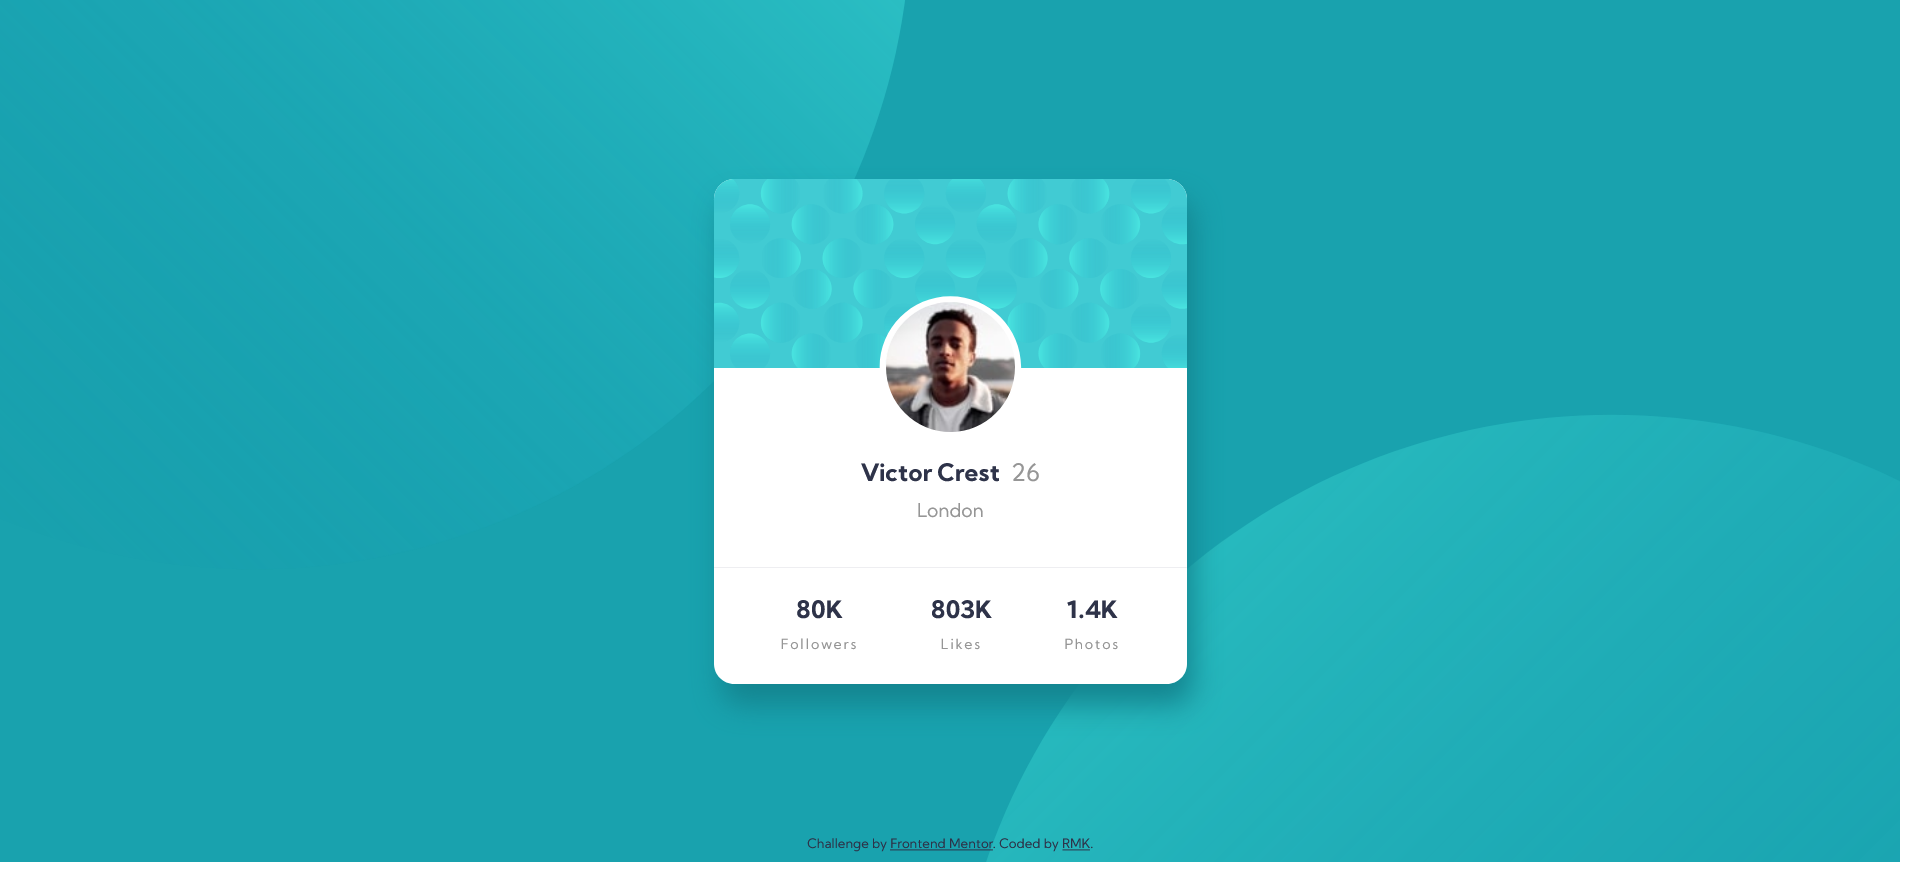 Victor Crest 26
London
80K 803K 1.4K
Followers Likes Photos
Challenge by Frontend Mentor. Coded by RMK.